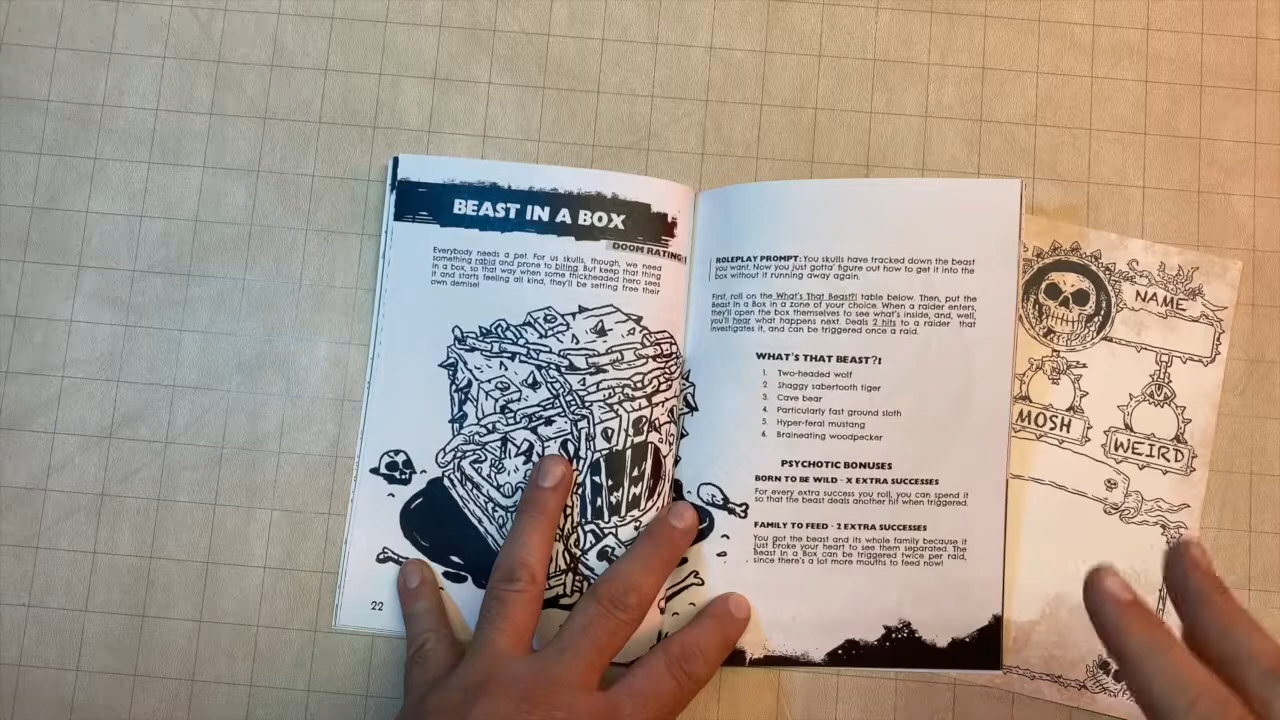 BEAST IN A BOX
DOOM RATING:
Everybody needs a pet. For us skulls, though, we need
something rabid and prone to biting. But keep that thing
in a box, so that way when some thickheaded hero sees
it and starts feeling all kind, they'll be setting free their
own demise!
22
ROLEPLAY PROMPT: You skulls have tracked down the beast
you want. Now you just gotta' figure out how to get it into the
box without it running away again.
First, roll on the What's That Beast?! table below. Then, put the
Beast In a Box in a zone of your choice. When a raider enters,
they'll open the box themselves to see what's inside, and, well,
you'll hear what happens next. Deals 2 hits to a raider that
investigates it, and can be triggered once a raid.
WHAT'S THAT BEAST?!
1. Two-headed wolf
2. Shaggy sabertooth tiger
3. Cave bear
4. Particularly fast ground sloth
5. Hyper-feral mustang
6. Braineating woodpecker
PSYCHOTIC BONUSES
BORN TO BE WILD - X EXTRA SUCCESSES
For every extra success you roll, you can spend it
so that the beast deals another hit when triggered.
FAMILY TO FEED - 2 EXTRA SUCCESSES
You got the beast and its whole family because it
just broke your heart to see them separated. The
Beast In a Box can be triggered twice per raid,
since there's a lot more mouths to feed now!
NAME
MOSH
WEIRD